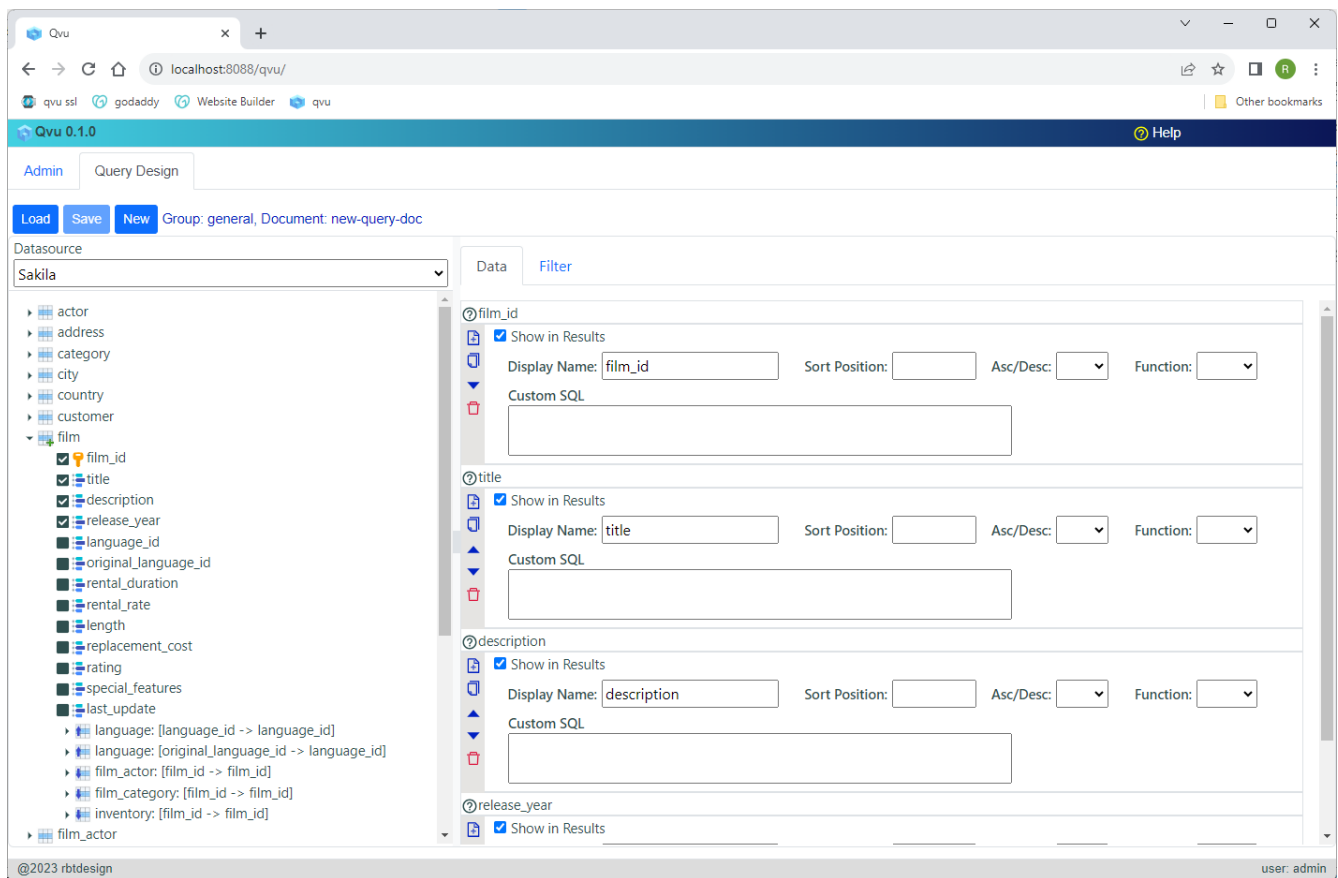 Qvu
localhost:8088/qvu/
R
qvu ssl godaddy Website Builder qvu Other bookmarks
Qvu 0.1.0 Help
Admin Query Design
Load Save New Group: general, Document: new-query-doc
Datasource
Sakila
actor
address
category
city
country
customer
film
film_id
title
description
release_year
language_id
original_language_id
rental_duration
rental_rate
length
replacement_cost
rating
special_features
last_update
language: [language_id -> language_id]
language: [original_language_id -> language_id]
film_actor: [film_id -> film_id]
film_category: [film_id -> film_id]
inventory: [film_id -> film_id]
film_actor
Data Filter
film_id
Show in Results
Display Name: film_id Sort Position: Asc/Desc: Function:
Custom SQL
title
Show in Results
Display Name: title Sort Position: Asc/Desc: Function:
Custom SQL
description
Show in Results
Display Name: description Sort Position: Asc/Desc: Function:
Custom SQL
release_year
Show in Results
@2023 rbtdesign user: admin